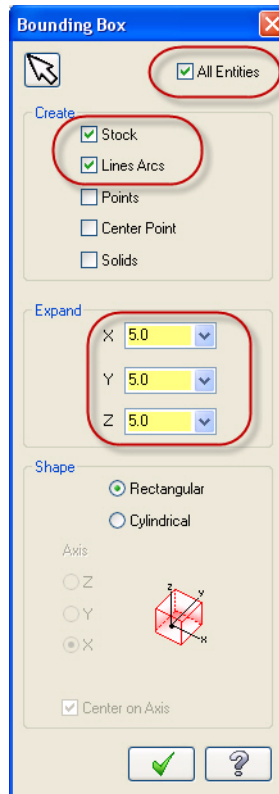 Bounding Box
All Entities
Create
Stock
Lines Arcs
Points
Center Point
Solids
Expand
X 5.0
Y 5.0
Z 5.0
Shape
Rectangular
Cylindrical
Axis
Z
Y
X
z
y
x
Center on Axis
?